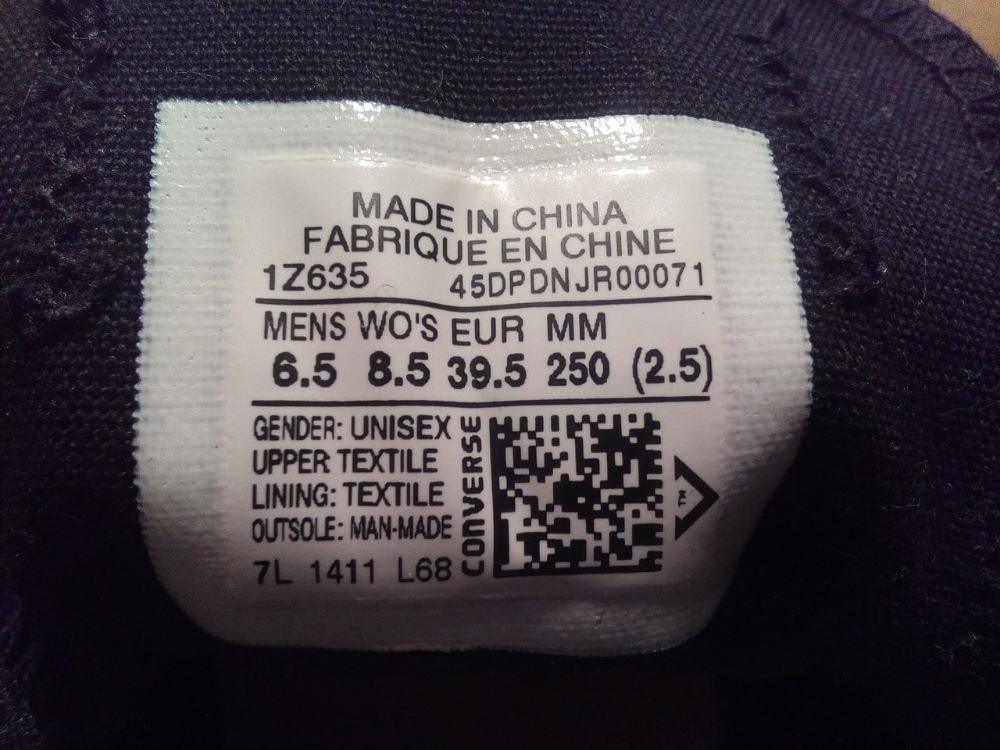 MADE IN CHINA
FABRIQUE EN CHINE
1Z635 45DPDNJR00071
MENS WO'S EUR MM
6.5 8.5 39.5 250 (2.5)
GENDER: UNISEX
UPPER TEXTILE
LINING: TEXTILE
OUTSOLE: MAN-MADE
7L 1411 L68
CONVERSE
TM